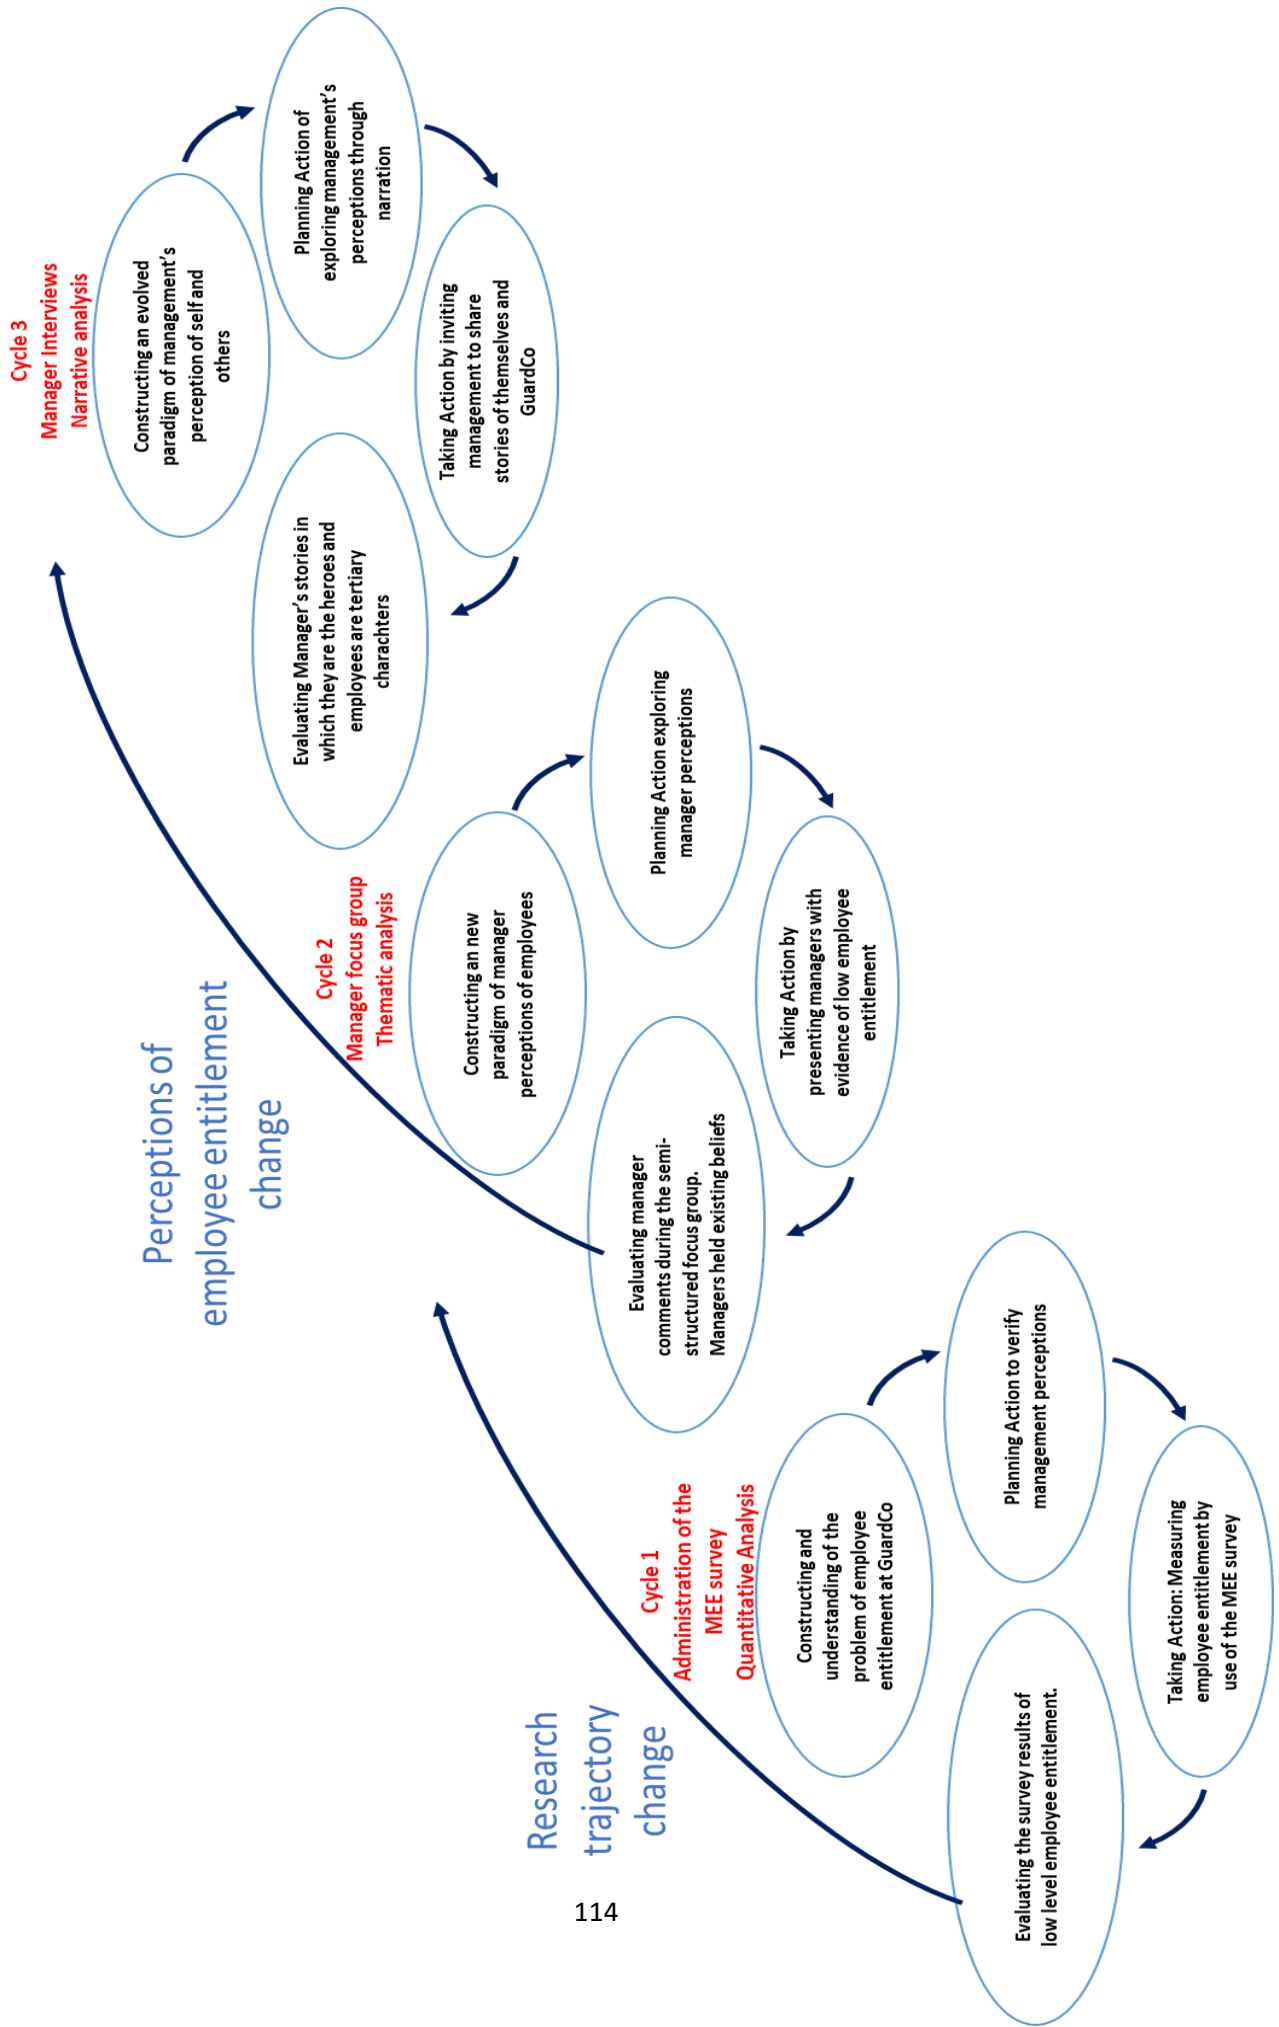 Research
trajectory
change
Cycle 1
Administration of the
MEE survey
Quantitative Analysis
Constructing and
understanding of the
problem of employee
entitlement at GuardCo
Planning Action to verify
management perceptions
Taking Action: Measuring
employee entitlement by
use of the MEE survey
Evaluating the survey results of
low level employee entitlement.
Perceptions of
employee entitlement
change
Cycle 2
Manager focus group
Thematic analysis
Constructing an new
paradigm of manager
perceptions of employees
Planning Action exploring
manager perceptions
Taking Action by
presenting managers with
evidence of low employee
entitlement
Evaluating manager
comments during the semi-
structured focus group.
Managers held existing beliefs
Cycle 3
Manager Interviews
Narrative analysis
Constructing an evolved
paradigm of management's
perception of self and
others
Planning Action of
exploring management's
perceptions through
narration
Taking Action by inviting
management to share
stories of themselves and
GuardCo
Evaluating Manager's stories in
which they are the heroes and
employees are tertiary
charachters
114